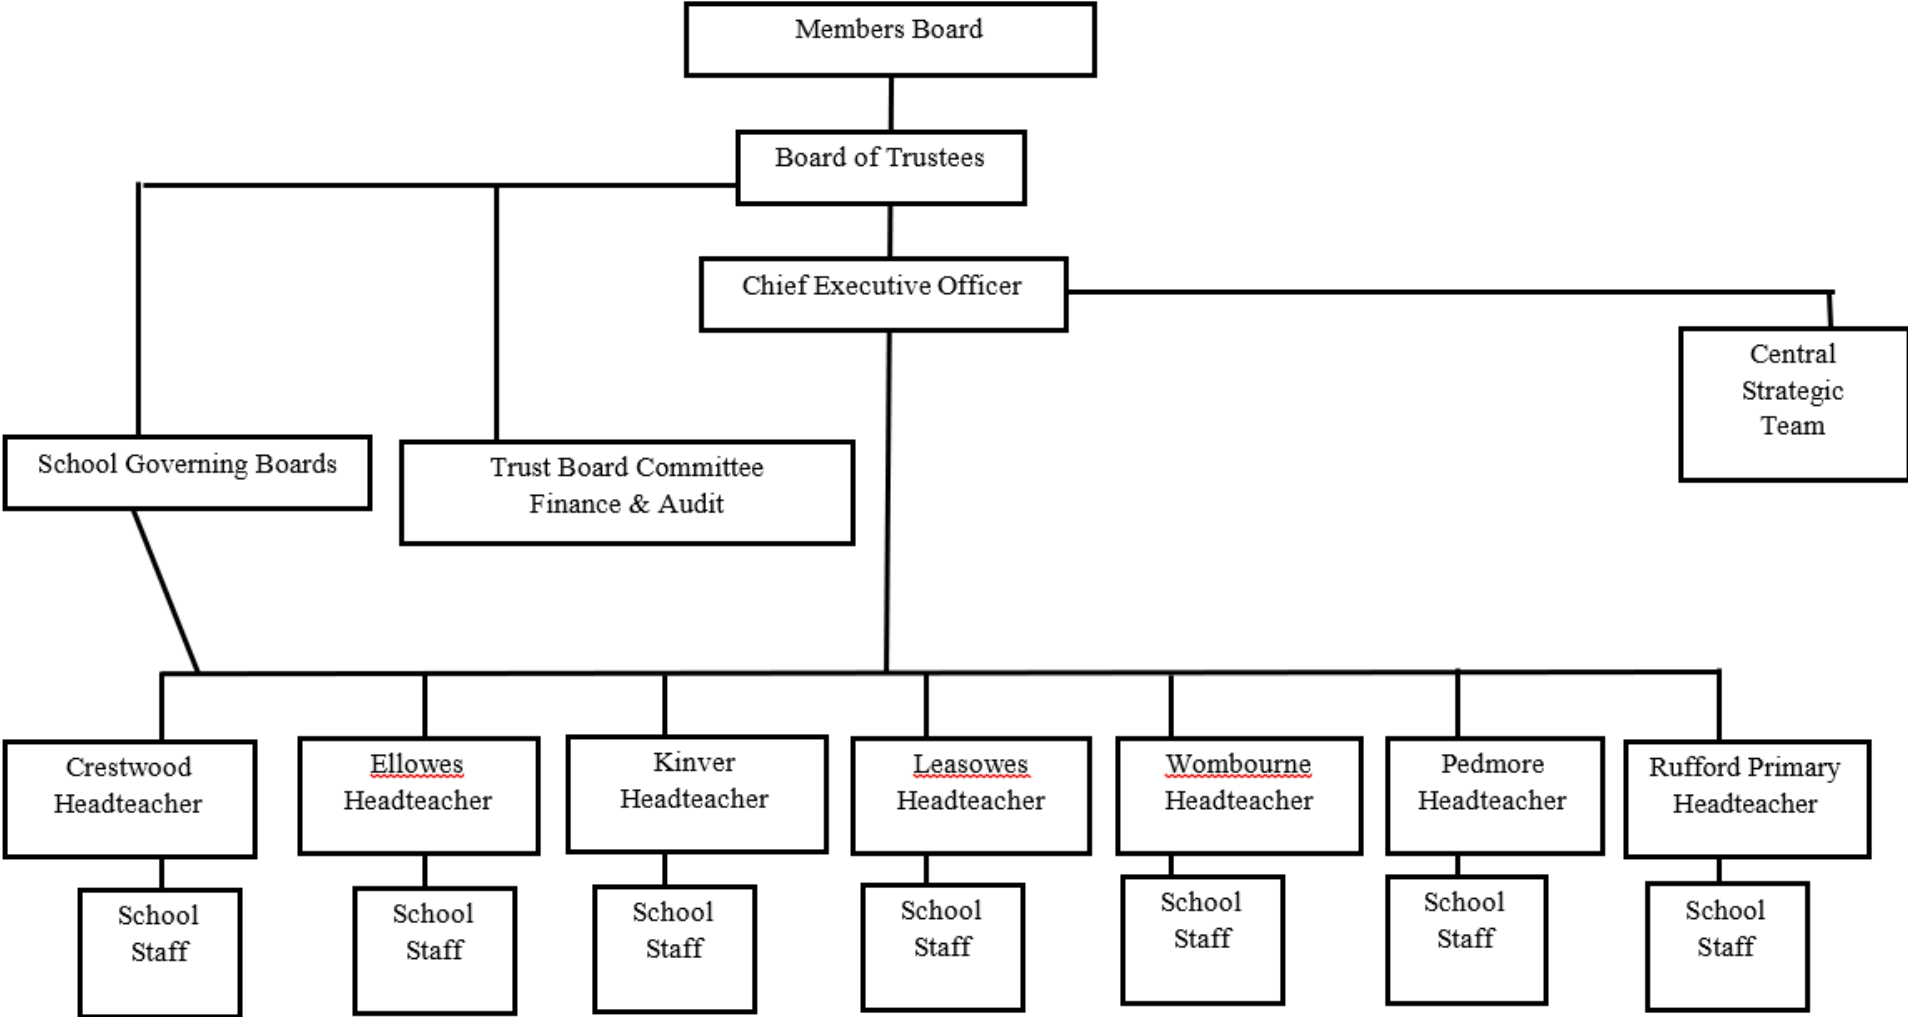 Members Board
Board of Trustees
Chief Executive Officer
Central
Strategic
Team
School Governing Boards
Trust Board Committee
Finance & Audit
Crestwood
Headteacher
Ellowes
Headteacher
Kinver
Headteacher
Leasowes
Headteacher
Wombourne
Headteacher
Pedmore
Headteacher
Rufford Primary
Headteacher
School
Staff
School
Staff
School
Staff
School
Staff
School
Staff
School
Staff
School
Staff